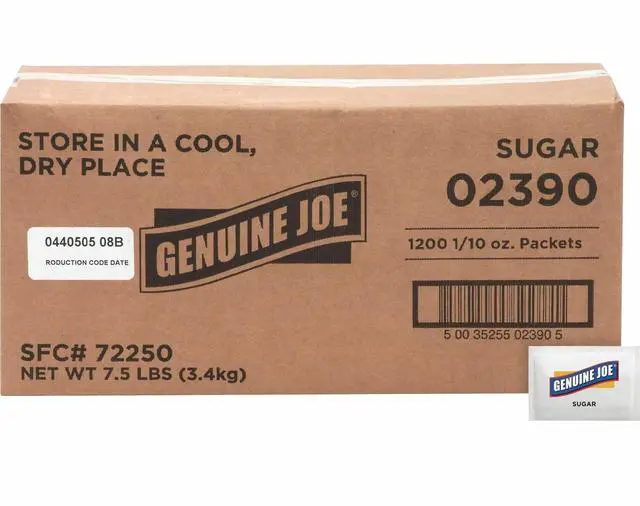 STORE IN A COOL,
DRY PLACE
SUGAR
02390
1200 1/10 oz. Packets
GENUINE JOE®
0440505 08B
RODUCTION CODE DATE
5 00 35255 02390 5
SFC# 72250
NET WT 7.5 LBS (3.4kg)
GENUINE JOE
SUGAR